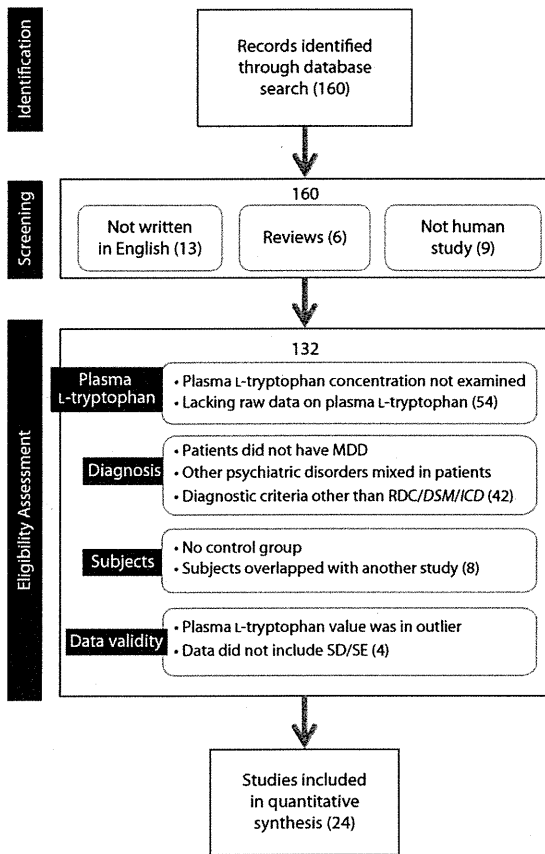 Identification
Records identified
through database
search (160)
Screening
160
Not written
in English (13)
Reviews (6)
Not human
study (9)
Eligibility Assessment
132
Plasma
L-tryptophan
• Plasma L-tryptophan concentration not examined
• Lacking raw data on plasma L-tryptophan (54)
Diagnosis
• Patients did not have MDD
• Other psychiatric disorders mixed in patients
• Diagnostic criteria other than RDC/DSM/ICD (42)
Subjects
• No control group
• Subjects overlapped with another study (8)
Data validity
• Plasma L-tryptophan value was in outlier
• Data did not include SD/SE (4)
Studies included
in quantitative
synthesis (24)